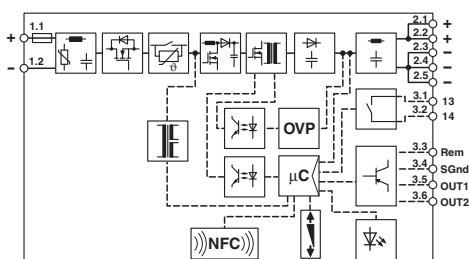 + 1.1
– 1.2
ϑ
2.1 +
2.2 +
2.3 –
2.4 –
2.5 –
OVP
µC
3.1 13
3.2 14
3.3 Rem
3.4 SGnd
3.5 OUT1
3.6 OUT2
)))NFC)))